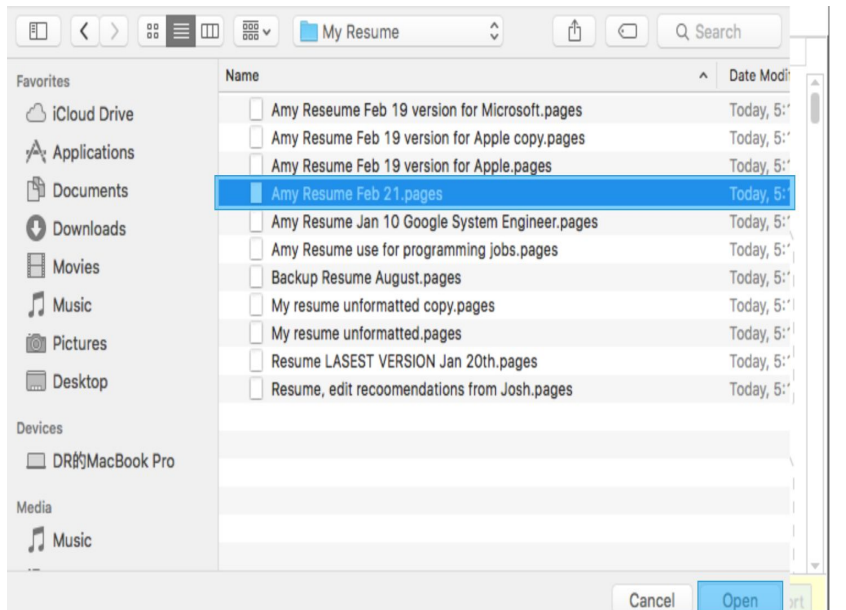 My Resume
Search
Favorites
iCloud Drive
Applications
Documents
Downloads
Movies
Music
Pictures
Desktop
Devices
DR的MacBook Pro
Media
Music
Name
Date Modi
Amy Reseume Feb 19 version for Microsoft.pages Today, 5:
Amy Resume Feb 19 version for Apple copy.pages Today, 5:
Amy Resume Feb 19 version for Apple.pages Today, 5:
Amy Resume Feb 21.pages Today, 5:
Amy Resume Jan 10 Google System Engineer.pages Today, 5:
Amy Resume use for programming jobs.pages Today, 5:
Backup Resume August.pages Today, 5:
My resume unformatted copy.pages Today, 5:
My resume unformatted.pages Today, 5:
Resume LASEST VERSION Jan 20th.pages Today, 5:
Resume, edit recoomendations from Josh.pages Today, 5:
Cancel
Open